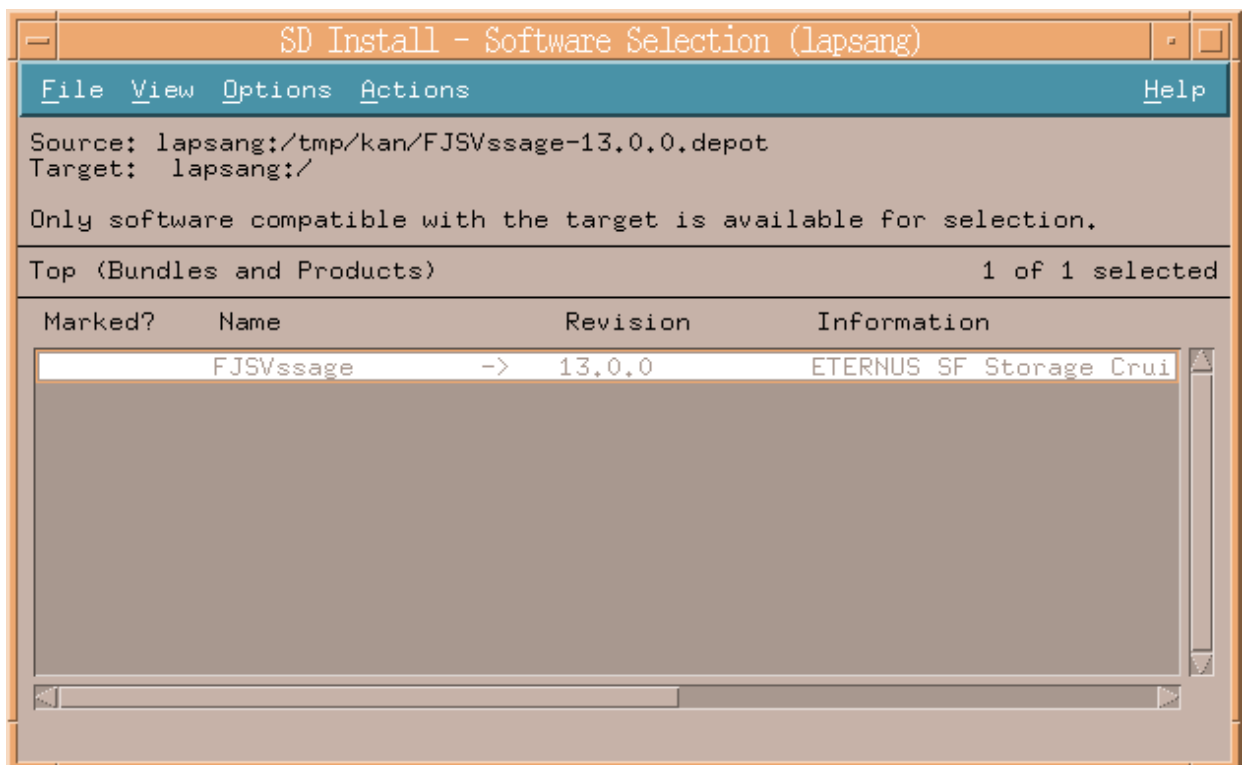 SD Install - Software Selection (lapsang)
File View Options Actions Help
Source: lapsang:/tmp/kan/FJSVssage-13.0.0.depot
Target: lapsang:/
Only software compatible with the target is available for selection.
Top (Bundles and Products) 1 of 1 selected
Marked? Name Revision Information
FJSVssage -> 13.0.0 ETERNUS SF Storage Crui